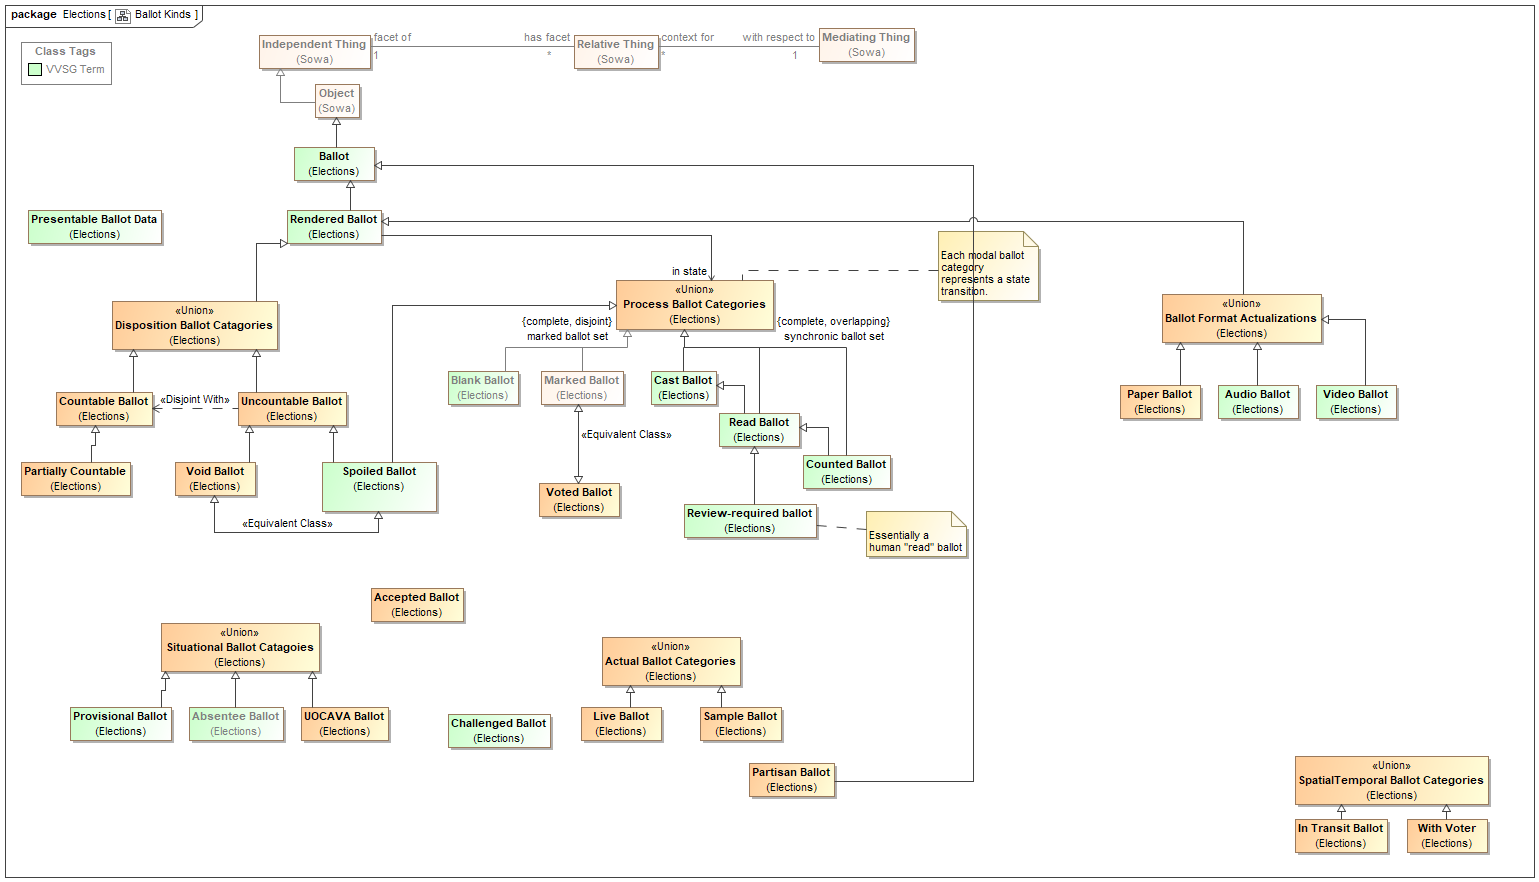 package Elections [ Ballot Kinds ]
Class Tags
VVSG Term
Independent Thing
(Sowa)
facet of
1
has facet
*
Relative Thing
(Sowa)
context for
*
with respect to
1
Mediating Thing
(Sowa)
Object
(Sowa)
Ballot
(Elections)
Presentable Ballot Data
(Elections)
Rendered Ballot
(Elections)
Each modal ballot
category
represents a state
transition.
in state
«Union»
Process Ballot Categories
(Elections)
«Union»
Disposition Ballot Catagories
(Elections)
«Union»
Ballot Format Actualizations
(Elections)
{complete, disjoint}
marked ballot set
{complete, overlapping}
synchronic ballot set
Blank Ballot
(Elections)
Marked Ballot
(Elections)
Cast Ballot
(Elections)
Paper Ballot
(Elections)
Audio Ballot
(Elections)
Video Ballot
(Elections)
Countable Ballot
(Elections)
«Disjoint With»
Uncountable Ballot
(Elections)
Read Ballot
(Elections)
«Equivalent Class»
Partially Countable
(Elections)
Void Ballot
(Elections)
Spoiled Ballot
(Elections)
Counted Ballot
(Elections)
Voted Ballot
(Elections)
«Equivalent Class»
Review-required ballot
(Elections)
Essentially a
human "read" ballot
Accepted Ballot
(Elections)
«Union»
Situational Ballot Catagoies
(Elections)
«Union»
Actual Ballot Categories
(Elections)
Provisional Ballot
(Elections)
Absentee Ballot
(Elections)
UOCAVA Ballot
(Elections)
Challenged Ballot
(Elections)
Live Ballot
(Elections)
Sample Ballot
(Elections)
Partisan Ballot
(Elections)
«Union»
SpatialTemporal Ballot Categories
(Elections)
In Transit Ballot
(Elections)
With Voter
(Elections)